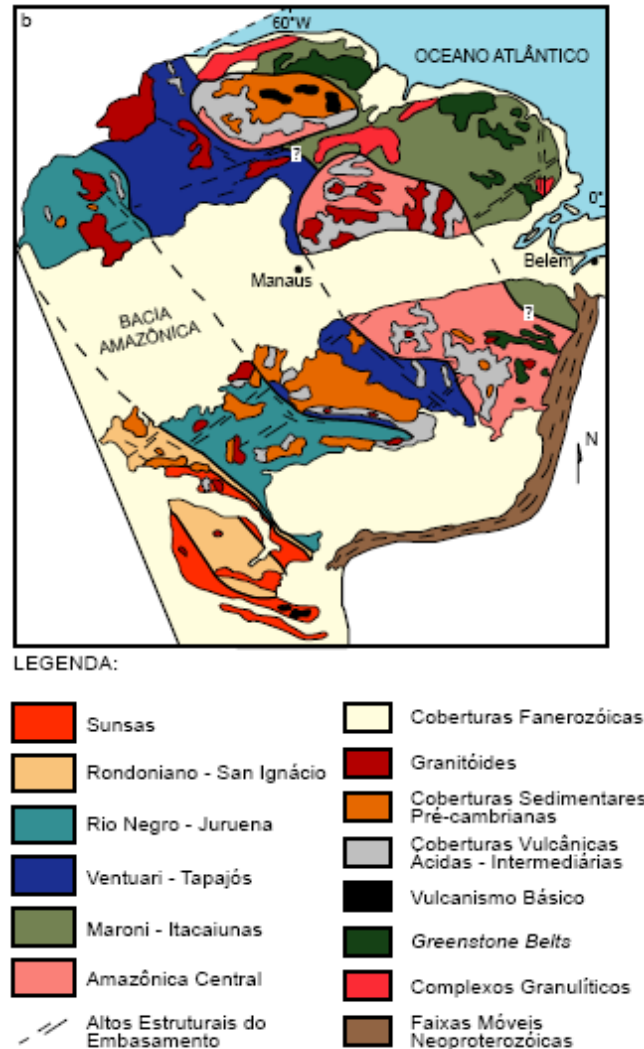 b
60°W
OCEANO ATLÂNTICO
?
0°
Belem
Manaus
?
BACIA
AMAZÔNICA
N
LEGENDA:
Sunsas
Rondoniano - San Ignácio
Rio Negro - Juruena
Ventuari - Tapajós
Maroni - Itacaiunas
Amazônica Central
Altos Estruturais do
Embasamento
Coberturas Fanerozóicas
Granitóides
Coberturas Sedimentares
Pré-cambrianas
Coberturas Vulcânicas
Ácidas - Intermediárias
Vulcanismo Básico
Greenstone Belts
Complexos Granulíticos
Faixas Móveis
Neoproterozóicas